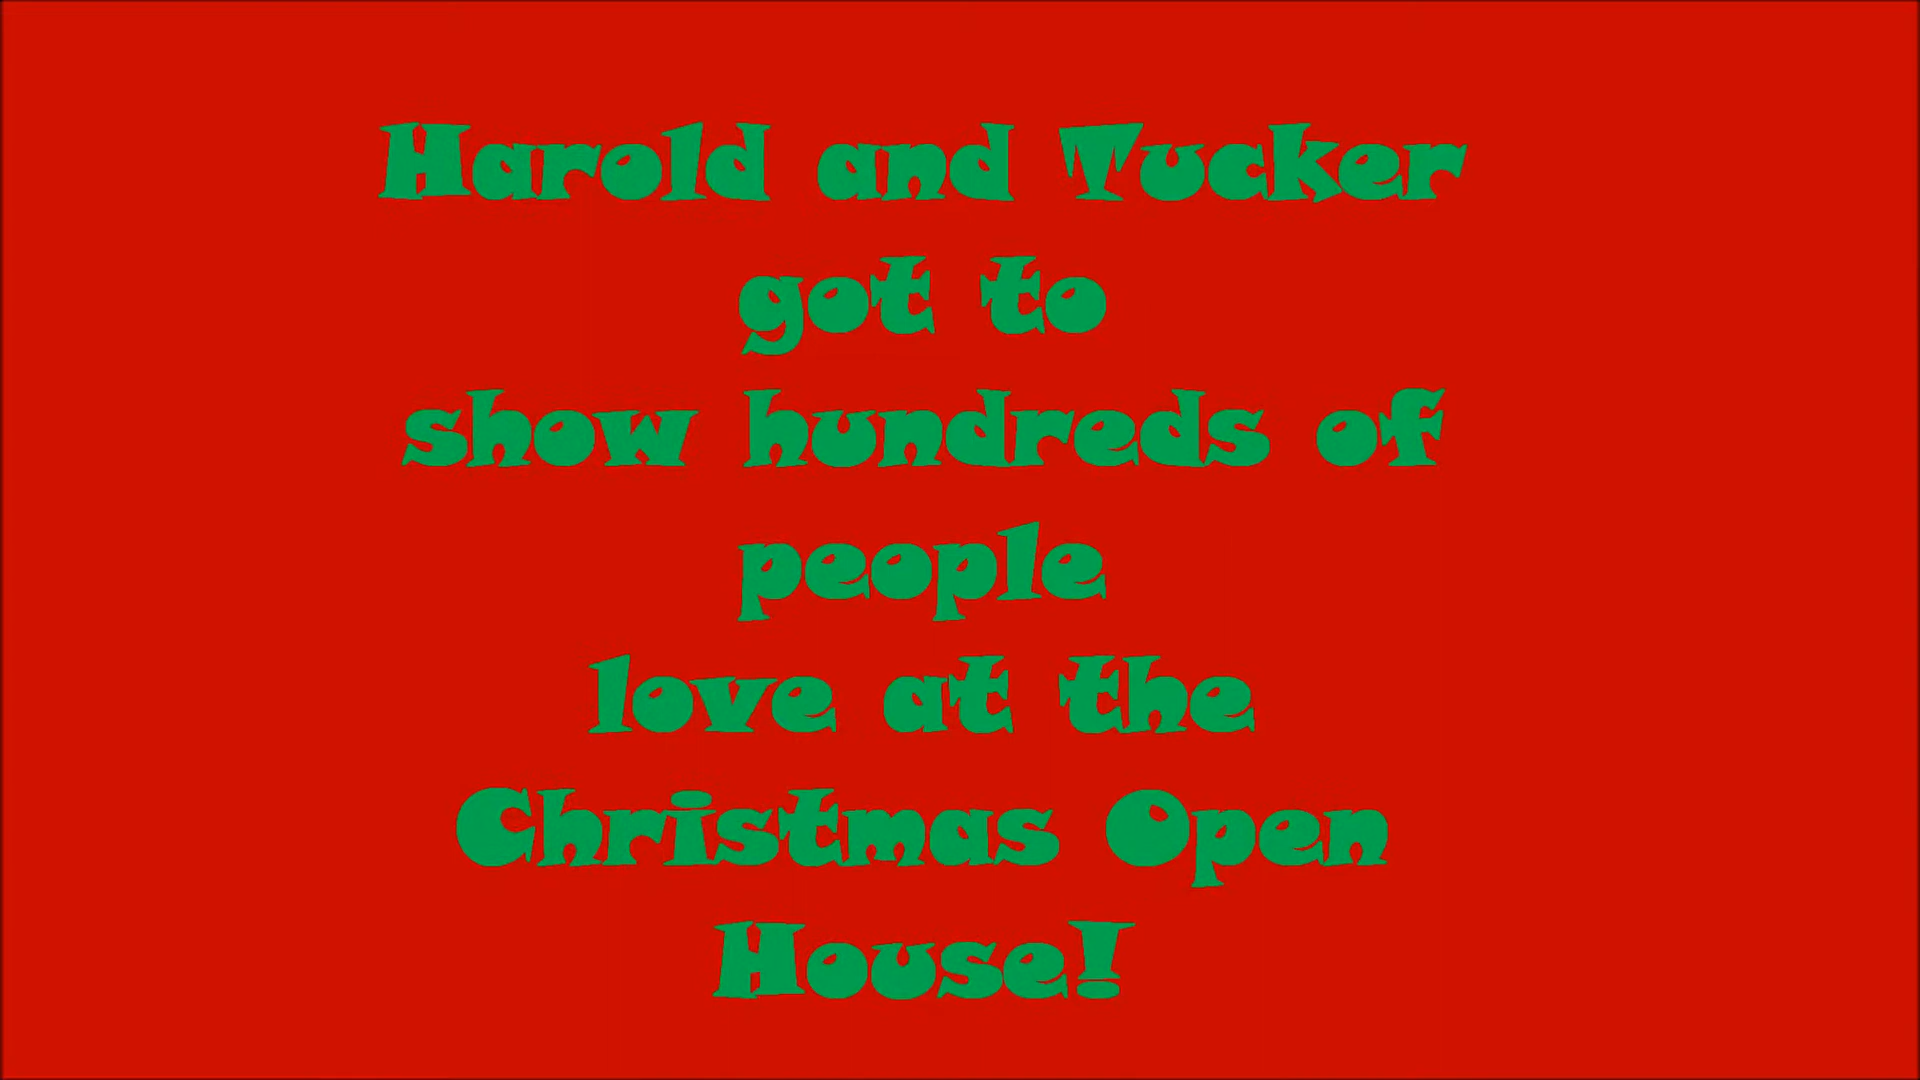 Harold and Tucker
got to
show hundreds of
people
love at the
Christmas Open
House!